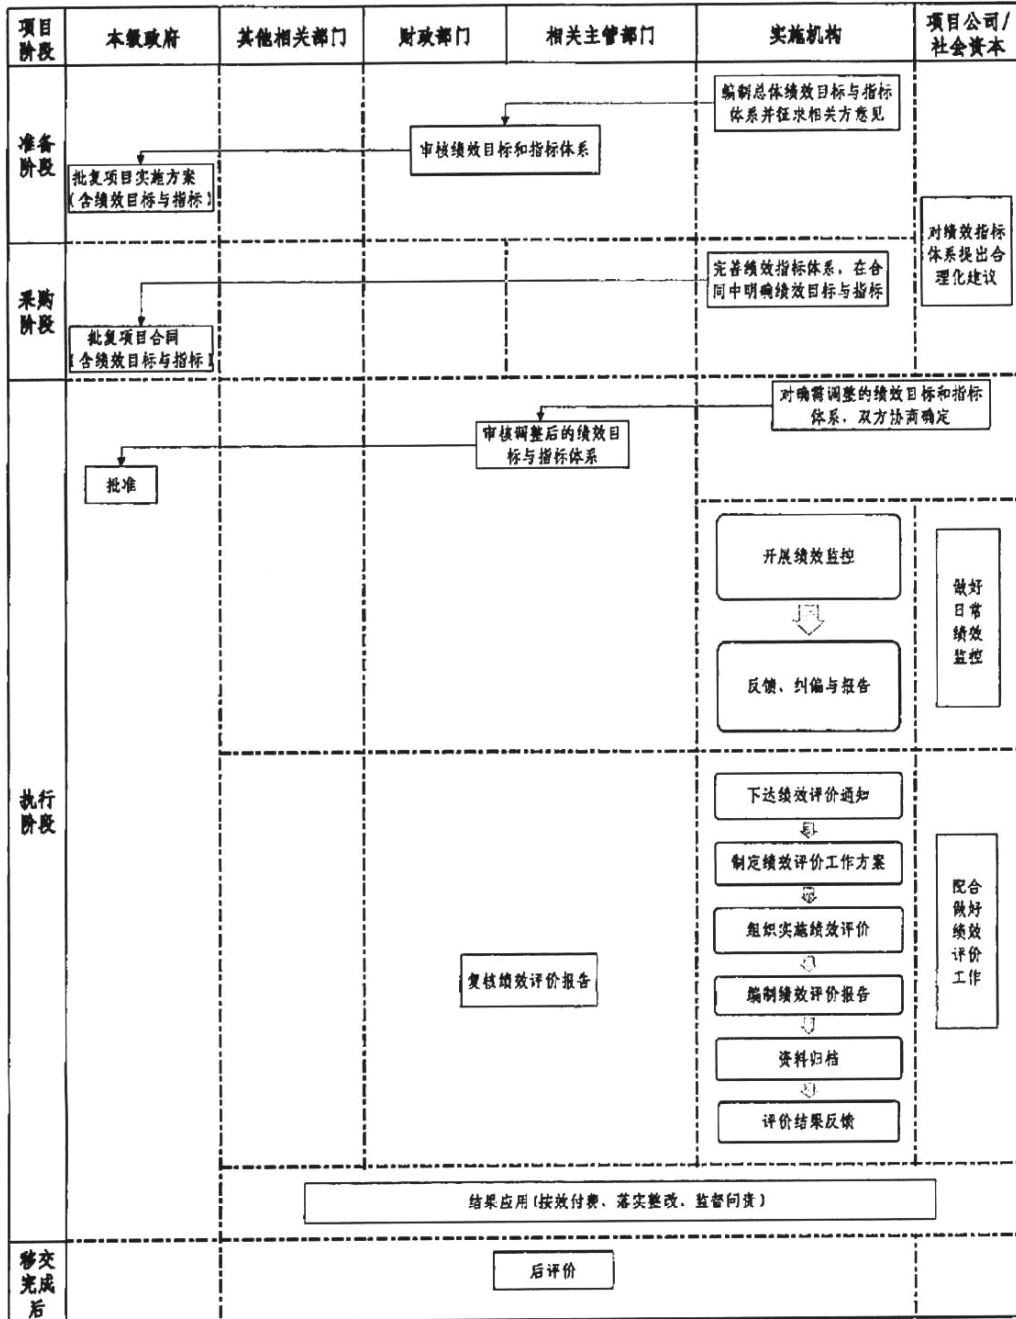 项目
阶段
本级政府
其他相关部门
财政部门
相关主管部门
实施机构
项目公司/
社会资本
准备
阶段
编制总体绩效目标与指标
体系并征求相关方意见
审核绩效目标和指标体系
批复项目实施方案
(含绩效目标与指标)
对绩效指标
体系提出合
理化建议
采购
阶段
完善绩效指标体系，在合
同中明确绩效目标与指标
批复项目合同
(含绩效目标与指标)
执行
阶段
对确需调整的绩效目标和指标
体系，双方协商确定
审核调整后的绩效目
标与指标体系
批准
开展绩效监控
反馈、纠偏与报告
做好
日常
绩效
监控
下达绩效评价通知
制定绩效评价工作方案
组织实施绩效评价
编制绩效评价报告
资料归档
评价结果反馈
复核绩效评价报告
配合
做好
绩效
评价
工作
结果应用(按效付费、落实整改、监督问责)
移交
完成
后
后评价